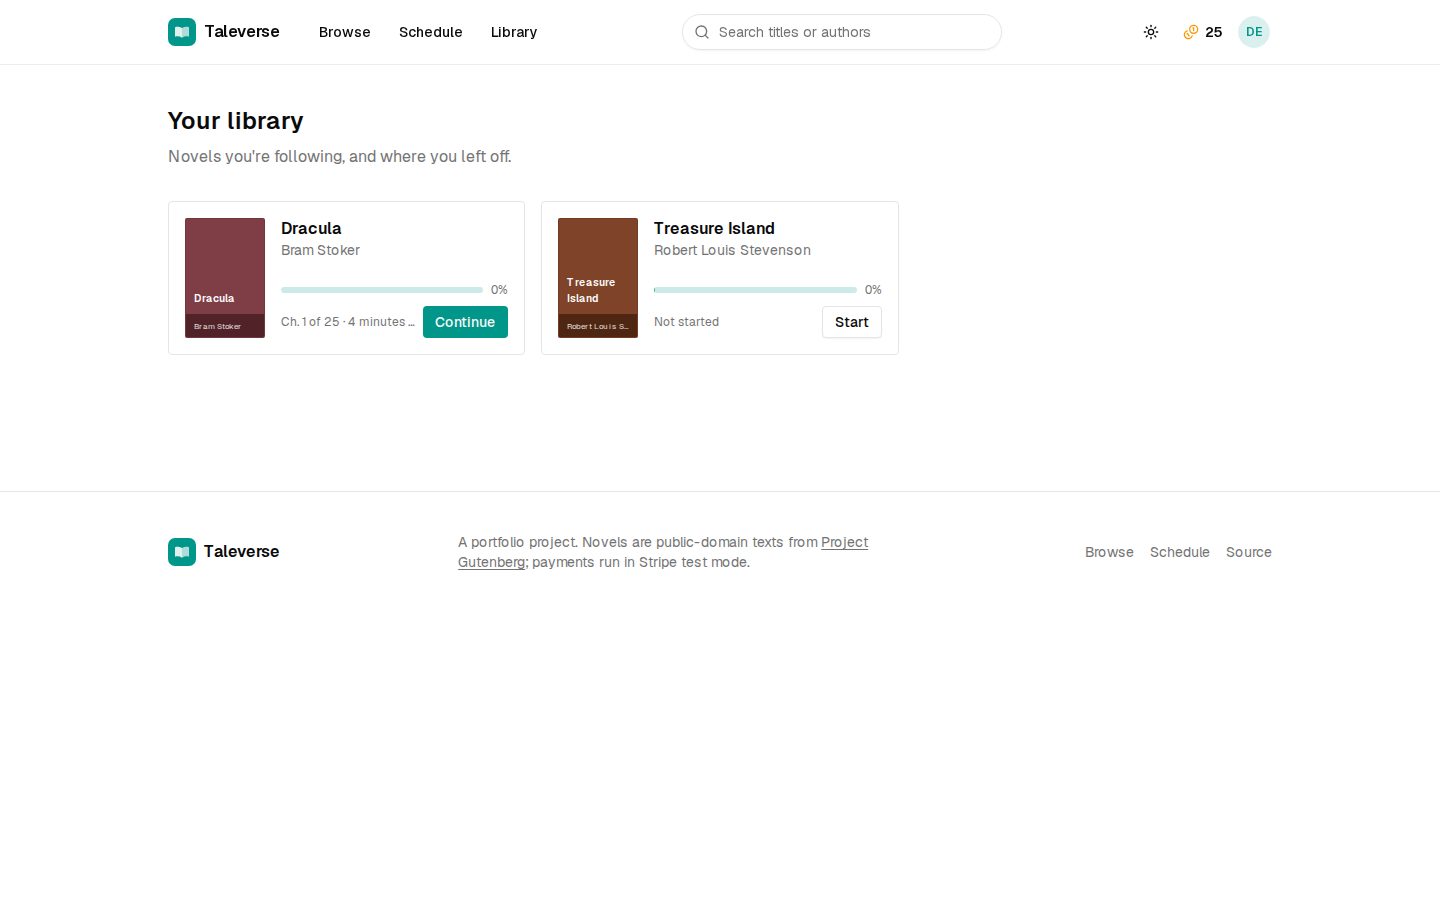 Taleverse
Browse
Schedule
Library
Search titles or authors
25
DE
Your library
Novels you're following, and where you left off.
Dracula
Bram Stoker
Dracula
Bram Stoker
0%
Ch. 1 of 25 · 4 minutes ...
Continue
Treasure
Island
Robert Louis S...
Treasure Island
Robert Louis Stevenson
0%
Not started
Start
Taleverse
A portfolio project. Novels are public-domain texts from Project
Gutenberg; payments run in Stripe test mode.
Browse
Schedule
Source